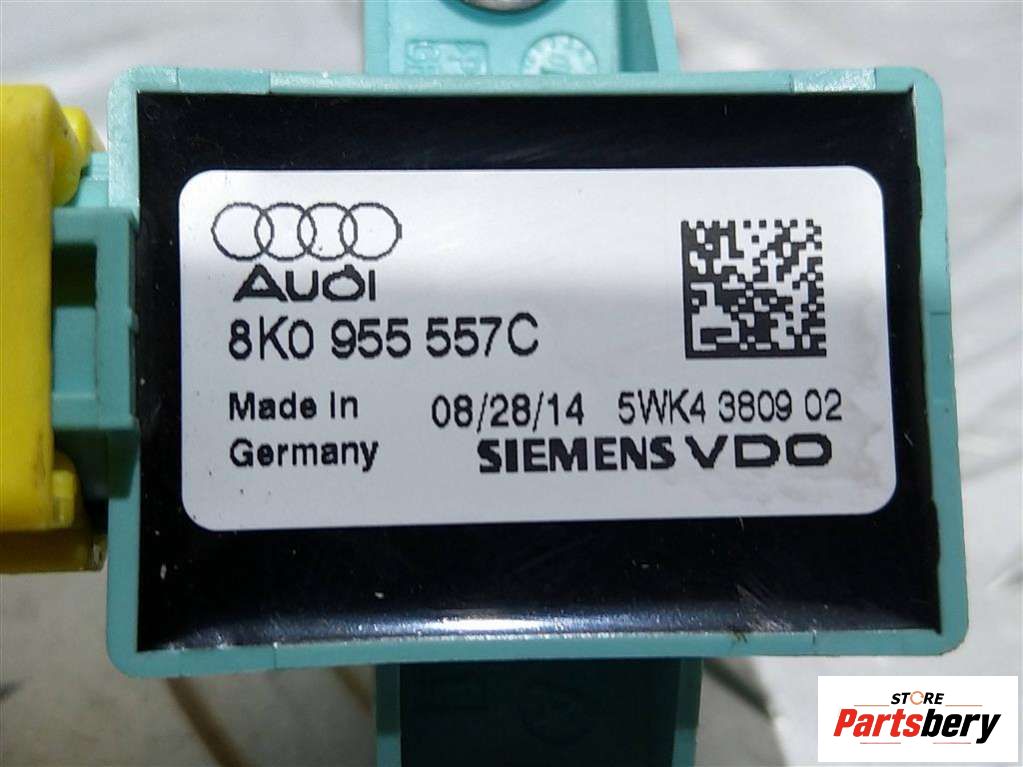 AUDI
8K0 955 557C
Made in
Germany
08/28/14 5WK4 3809 02
SIEMENS VDO
STORE
Partsbery